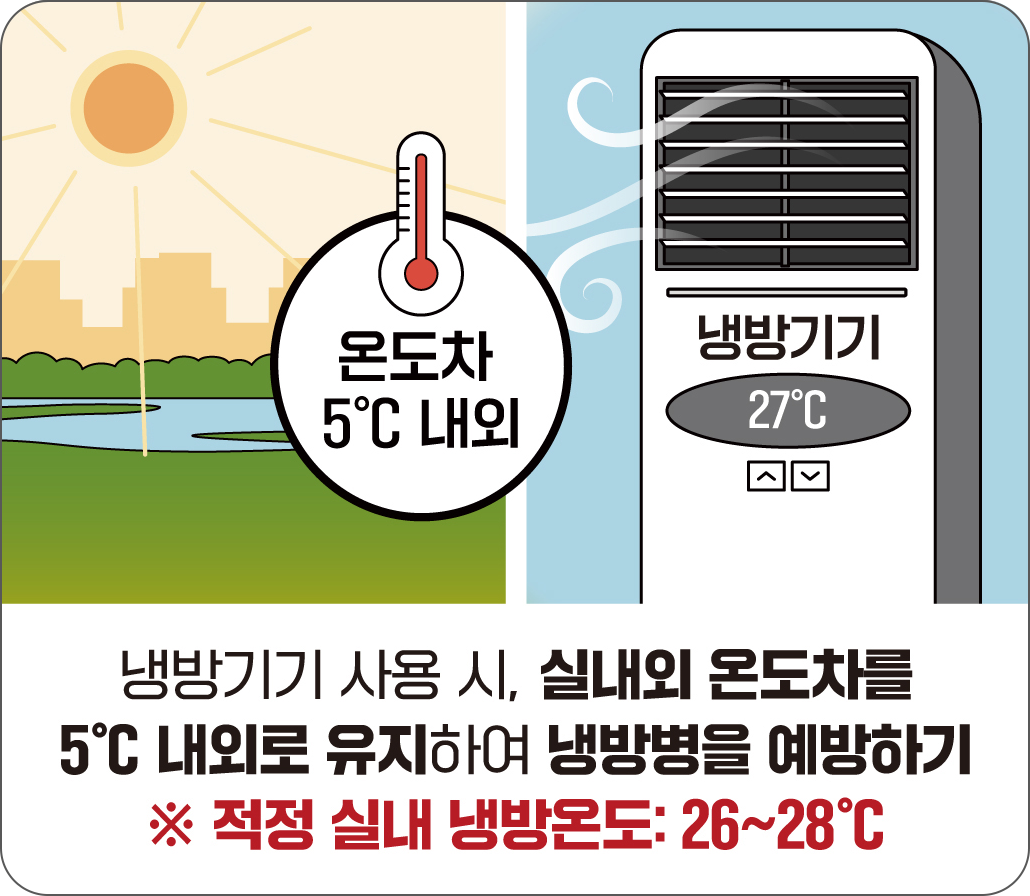 온도차
5℃ 내외
냉방기기
27℃
냉방기기 사용 시, 실내외 온도차를
5℃ 내외로 유지하여 냉방병을 예방하기
※ 적정 실내 냉방온도: 26~28℃